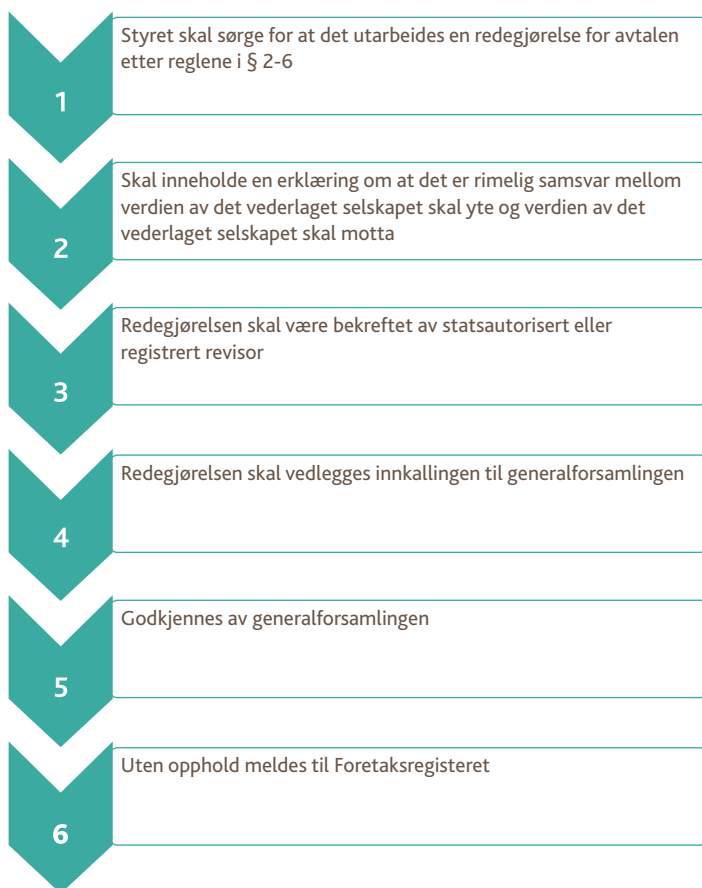 Styret skal sørge for at det utarbeides en redegjørelse for avtalen
etter reglene i § 2-6
1
Skal inneholde en erklæring om at det er rimelig samsvar mellom
verdien av det vederlaget selskapet skal yte og verdien av det
vederlaget selskapet skal motta
2
Redegjørelsen skal være bekreftet av statsautorisert eller
registrert revisor
3
Redegjørelsen skal vedlegges innkallingen til generalforsamlingen
4
Godkjennes av generalforsamlingen
5
Uten opphold meldes til Foretaksregisteret
6